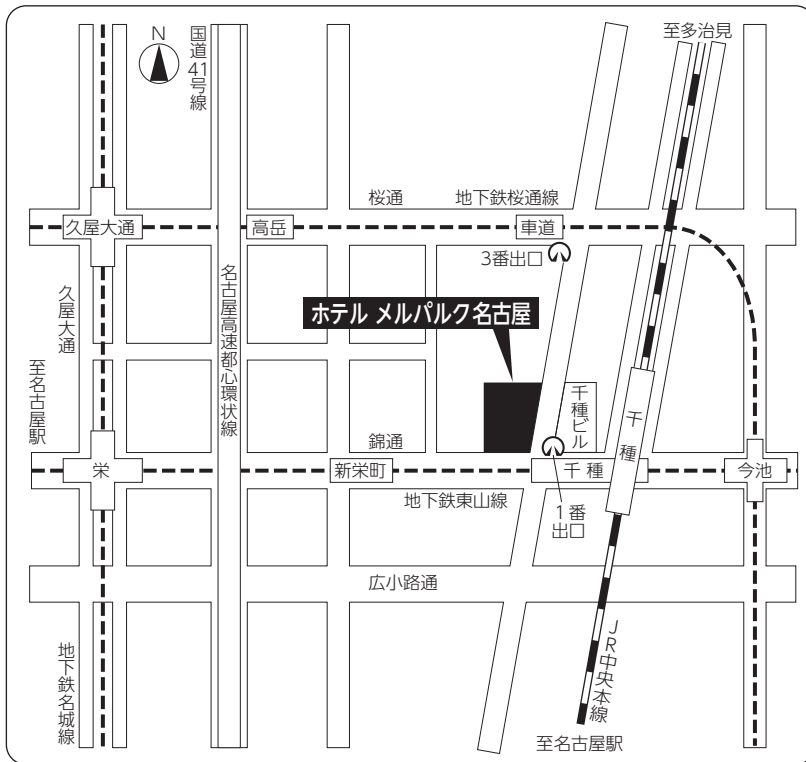 至多治見
N
国道41号線
桜通
地下鉄桜通線
久屋大通
高岳
車道
3番出口
久屋大通
名古屋高速都心環状線
ホテル メルパルク名古屋
至名古屋駅
千種ビル
千種
錦通
栄
新栄町
千種
今池
地下鉄東山線
1番
出口
広小路通
地下鉄名城線
JR中央本線
至名古屋駅